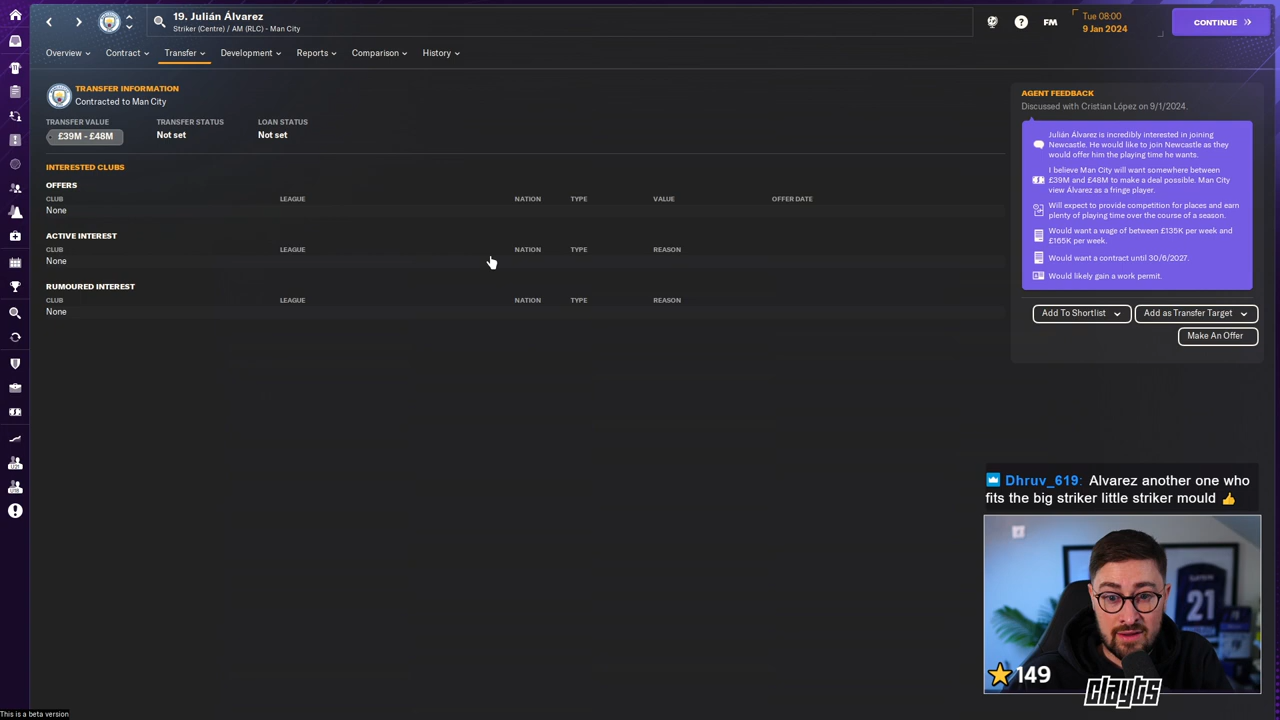 19. Julián Álvarez
Striker (Centre) / AM (RLC) - Man City
FM
Tue 08:00
9 Jan 2024
CONTINUE
Overview
Contract
Transfer
Development
Reports
Comparison
History
TRANSFER INFORMATION
Contracted to Man City
TRANSFER VALUE
TRANSFER STATUS
LOAN STATUS
£39M - £48M
Not set
Not set
INTERESTED CLUBS
OFFERS
CLUB LEAGUE NATION TYPE VALUE OFFER DATE
None
ACTIVE INTEREST
CLUB LEAGUE NATION TYPE REASON
None
RUMOURED INTEREST
CLUB LEAGUE NATION TYPE REASON
None
AGENT FEEDBACK
Discussed with Cristian López on 9/1/2024.
Julián Álvarez is incredibly interested in joining
Newcastle. He would like to join Newcastle as they
would offer him the playing time he wants.
I believe Man City will want somewhere between
£39M and £48M to make a deal possible. Man City
view Álvarez as a fringe player.
Will expect to provide competition for places and earn
plenty of playing time over the course of a season.
Would want a wage of between £135K per week and
£165K per week.
Would want a contract until 30/6/2027.
Would likely gain a work permit.
Add To Shortlist
Add as Transfer Target
Make An Offer
Dhruv_619: Alvarez another one who
fits the big striker little striker mould 👍
21
149
clayts
This is a beta version